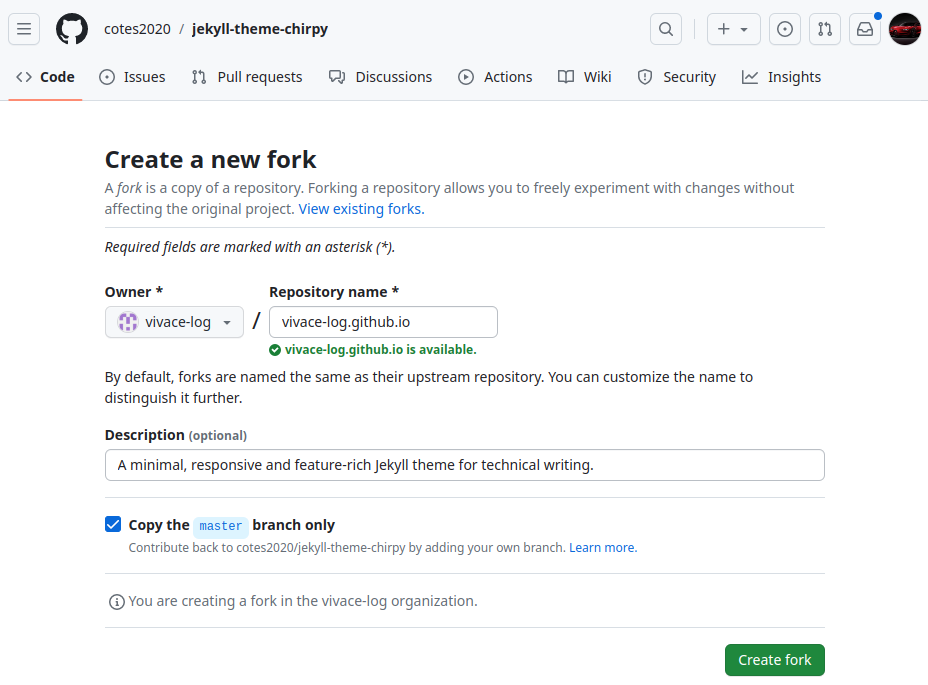 cotes2020 / jekyll-theme-chirpy
Code Issues Pull requests Discussions Actions Wiki Security Insights
Create a new fork
A fork is a copy of a repository. Forking a repository allows you to freely experiment with changes without
affecting the original project. View existing forks.
Required fields are marked with an asterisk (*).
Owner * Repository name *
vivace-log / vivace-log.github.io
vivace-log.github.io is available.
By default, forks are named the same as their upstream repository. You can customize the name to
distinguish it further.
Description (optional)
A minimal, responsive and feature-rich Jekyll theme for technical writing.
Copy the master branch only
Contribute back to cotes2020/jekyll-theme-chirpy by adding your own branch. Learn more.
You are creating a fork in the vivace-log organization.
Create fork